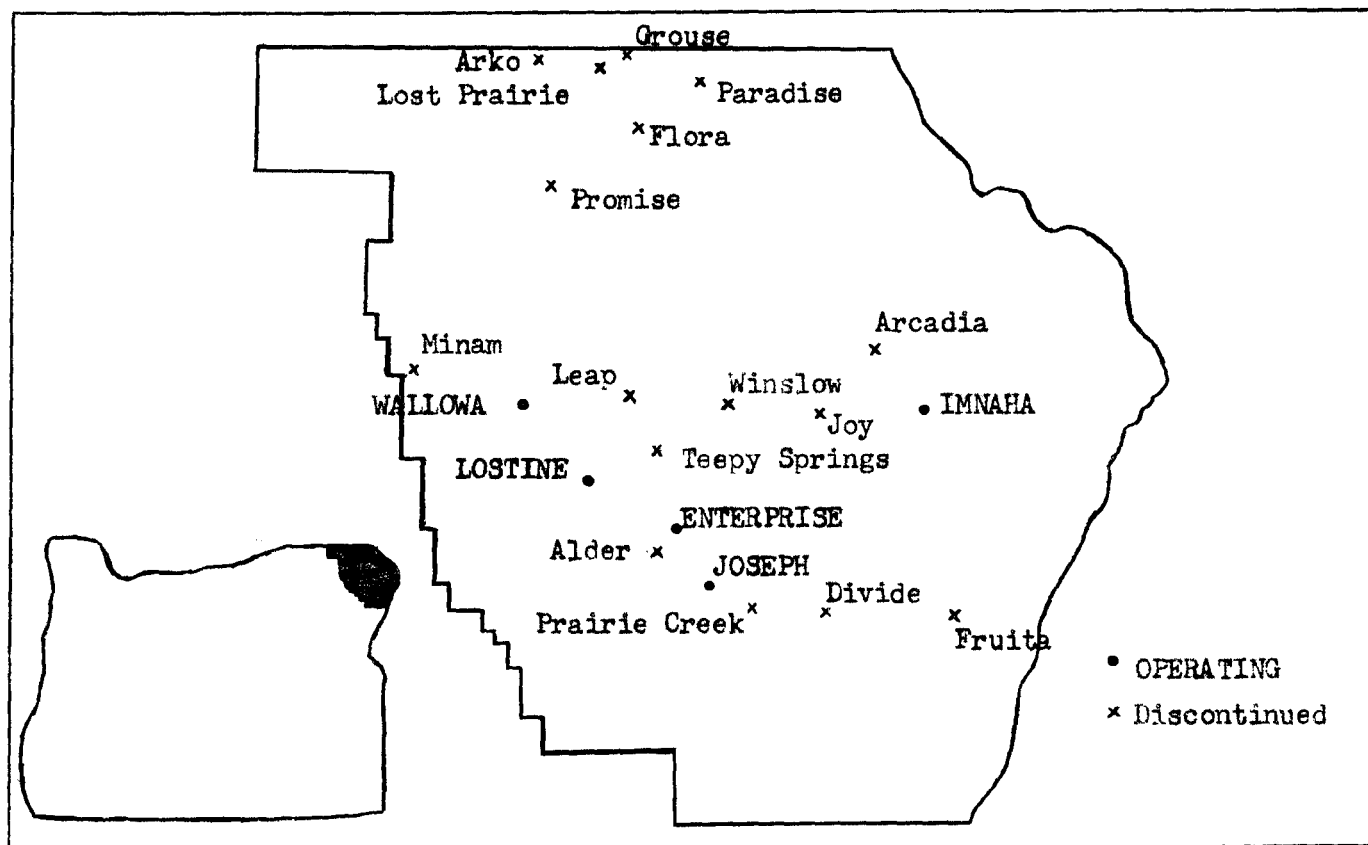 Grouse
Arko
Lost Prairie
Paradise
Flora
Promise
Arcadia
Minam
Leap
Winslow
WALLOWA
IMNAHA
Joy
Teepy Springs
LOSTINE
ENTERPRISE
Alder
JOSEPH
Divide
Prairie Creek
Fruita
OPERATING
Discontinued